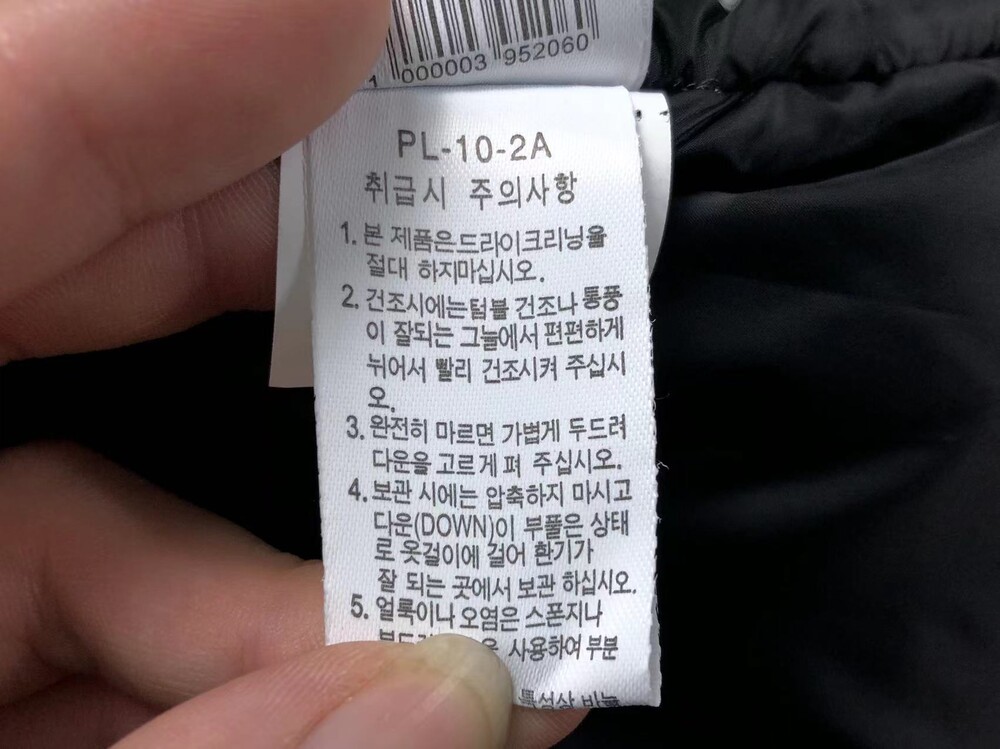 1 000003 952060
PL-10-2A
취급시 주의사항
1. 본 제품은드라이크리닝을
절대 하지마십시오.
2. 건조시에는텀블 건조나 통풍
이 잘되는 그늘에서 편편하게
뉘어서 빨리 건조시켜 주십시
오.
3. 완전히 마르면 가볍게 두드려
다운을 고르게 펴 주십시오.
4. 보관 시에는 압축하지 마시고
다운(DOWN)이 부풀은 상태
로 옷걸이에 걸어 환기가
잘 되는 곳에서 보관 하십시오.
5. 얼룩이나 오염은 스폰지나
사용하여 부분